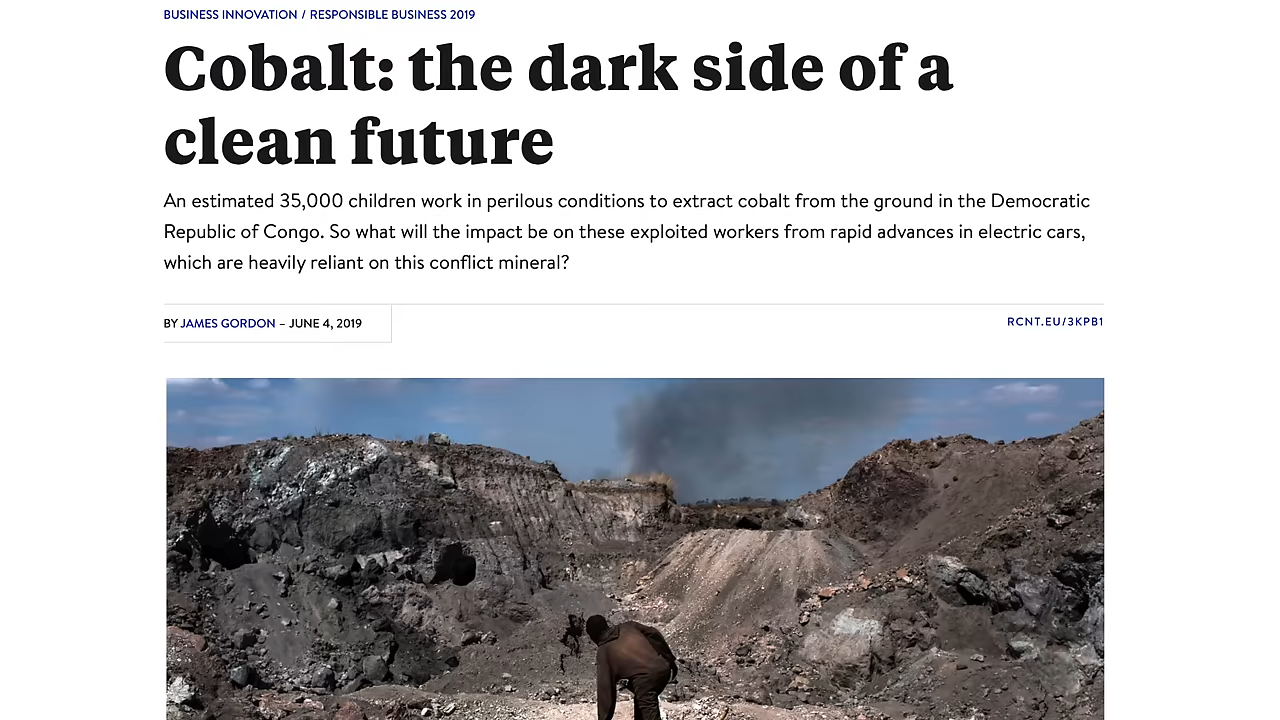 BUSINESS INNOVATION / RESPONSIBLE BUSINESS 2019
Cobalt: the dark side of a
clean future
An estimated 35,000 children work in perilous conditions to extract cobalt from the ground in the Democratic
Republic of Congo. So what will the impact be on these exploited workers from rapid advances in electric cars,
which are heavily reliant on this conflict mineral?
BY JAMES GORDON – JUNE 4, 2019
RCNT.EU/3KPB1